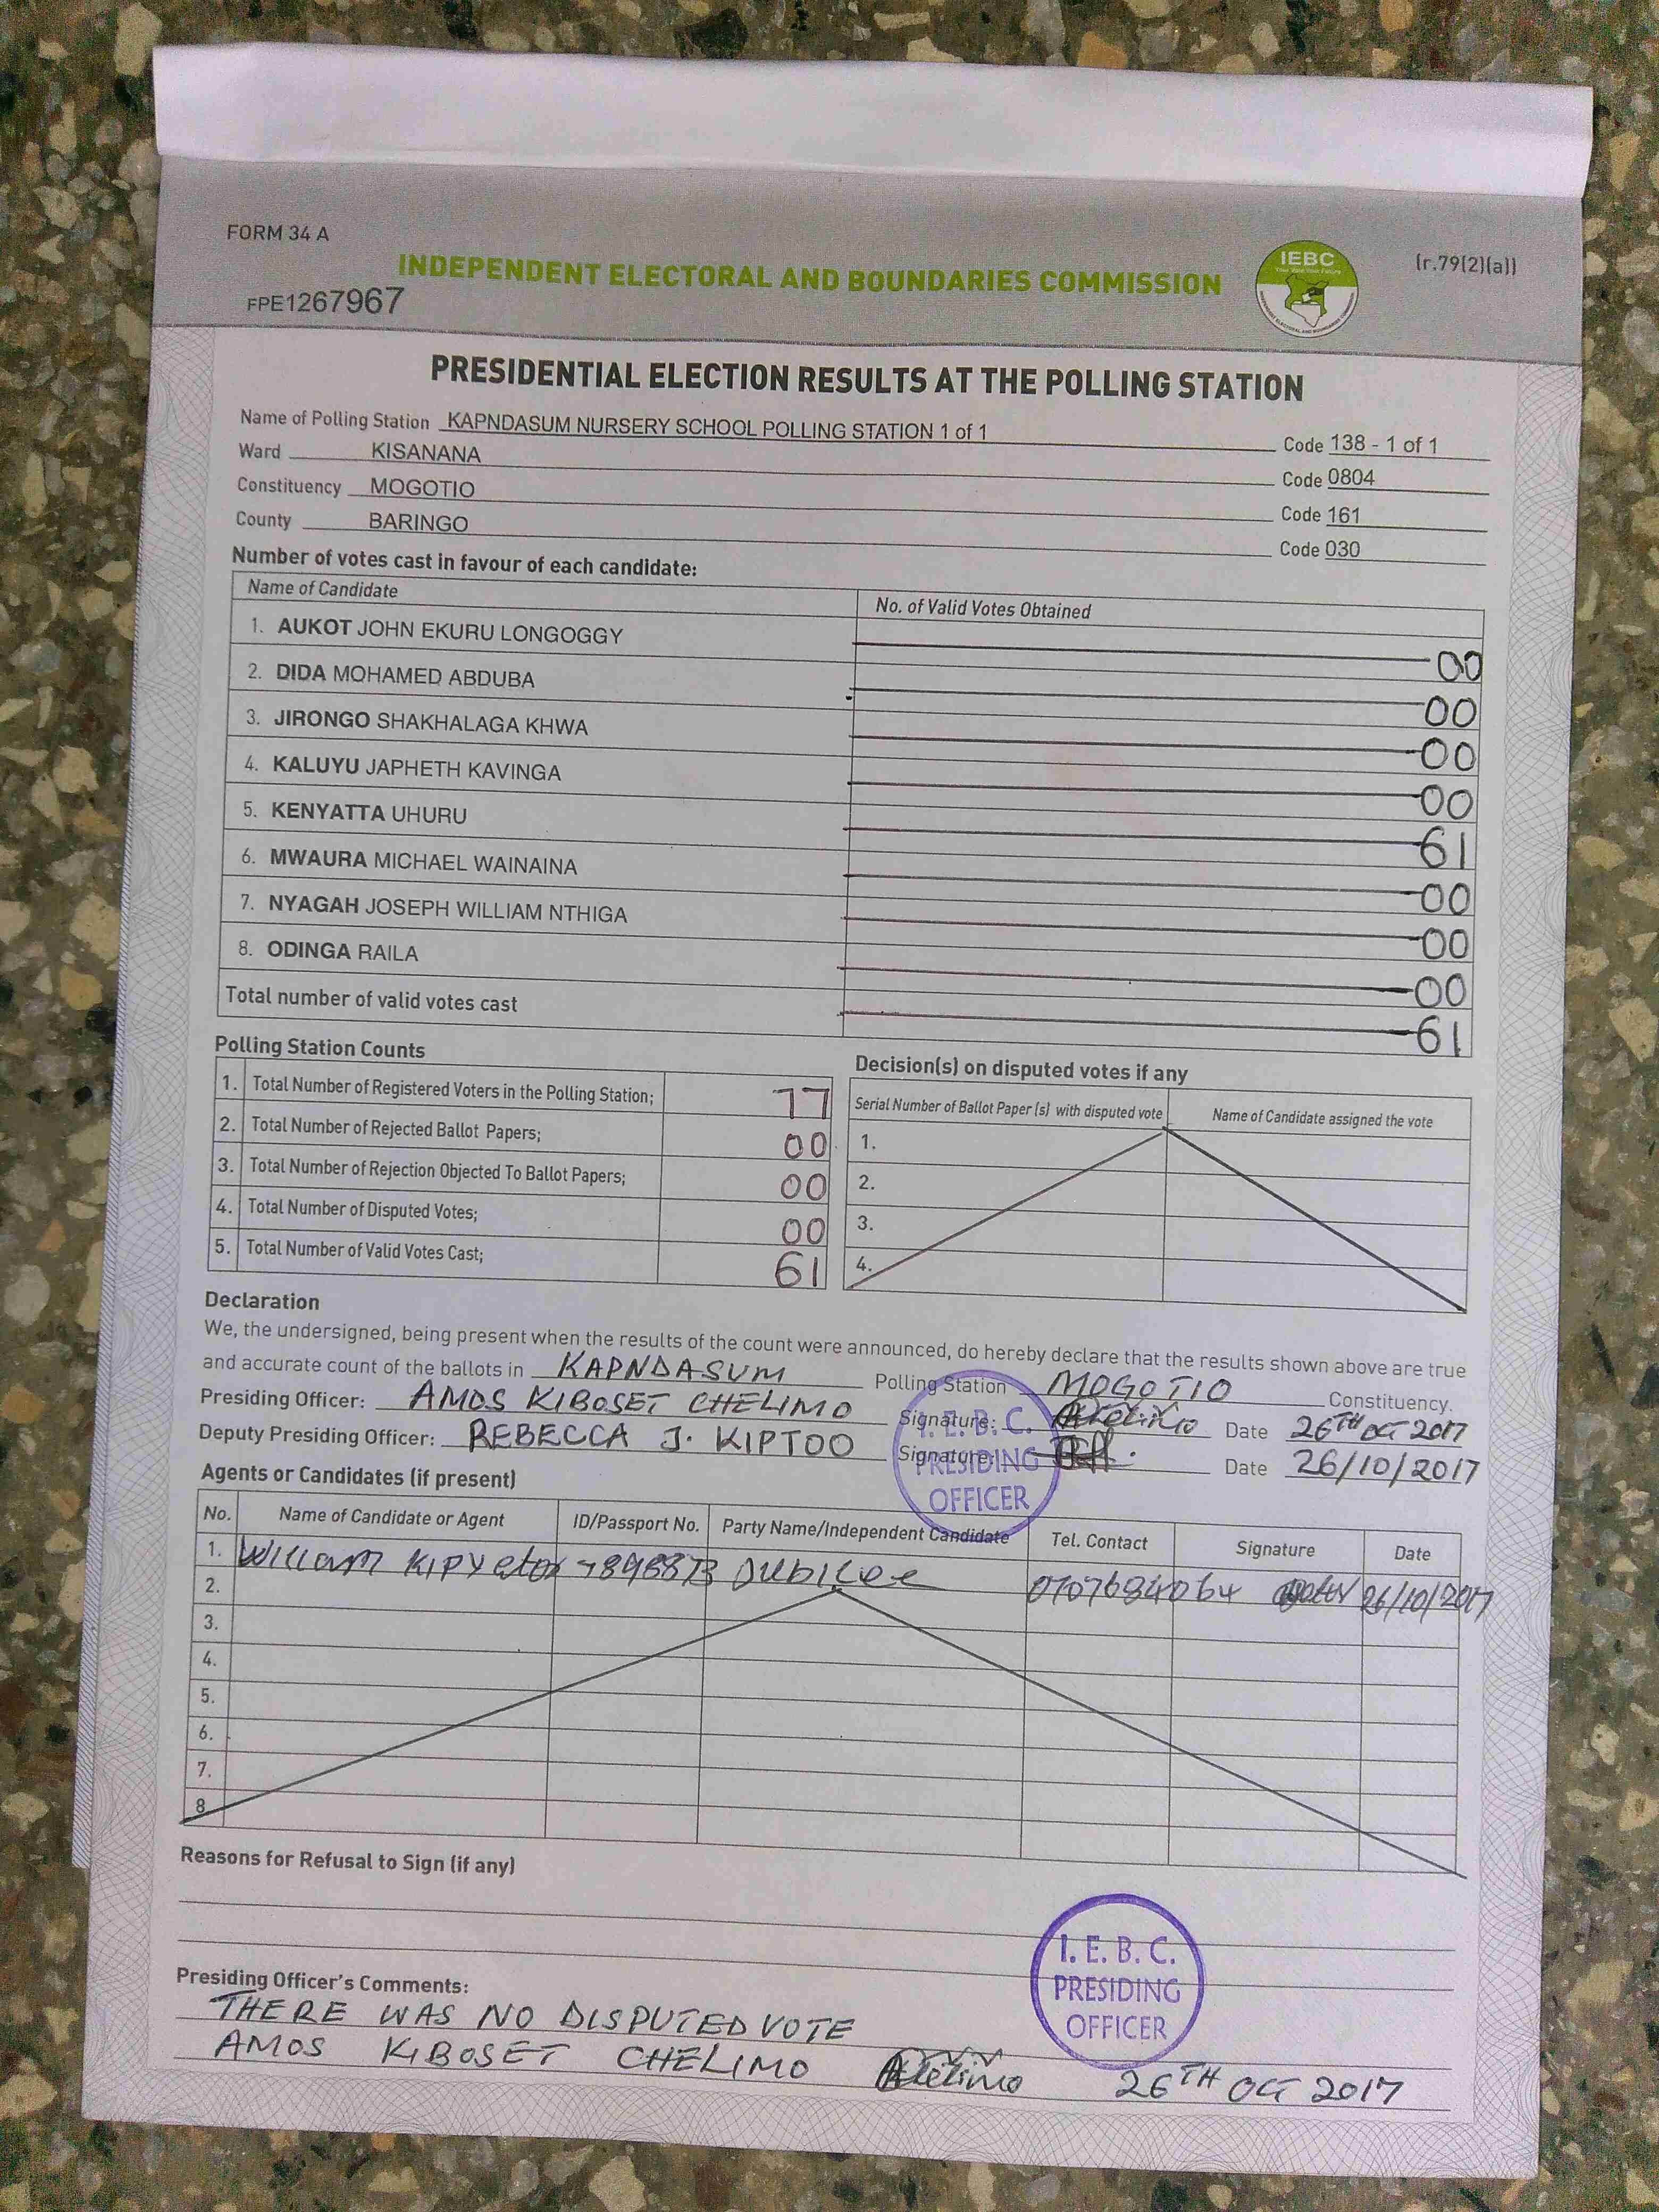 FORM 34 A
INDEPENDENT ELECTORAL AND BOUNDARIES COMMISSION
IEBC
Your Vote Your Future
(r.79(2)(a))
FPE1267967
PRESIDENTIAL ELECTION RESULTS AT THE POLLING STATION
Name of Polling Station KAPNDASUM NURSERY SCHOOL POLLING STATION 1 of 1 Code 138 - 1 of 1
Ward KISANANA Code 0804
Constituency MOGOTIO Code 161
County BARINGO Code 030
Number of votes cast in favour of each candidate:
Name of Candidate No. of Valid Votes Obtained
1. AUKOT JOHN EKURU LONGOGGY 00
2. DIDA MOHAMED ABDUBA 00
3. JIRONGO SHAKHALAGA KHWA 00
4. KALUYU JAPHETH KAVINGA 00
5. KENYATTA UHURU 61
6. MWAURA MICHAEL WAINAINA 00
7. NYAGAH JOSEPH WILLIAM NTHIGA 00
8. ODINGA RAILA 00
Total number of valid votes cast 61
Polling Station Counts
1. Total Number of Registered Voters in the Polling Station; 77
2. Total Number of Rejected Ballot Papers; 00
3. Total Number of Rejection Objected To Ballot Papers; 00
4. Total Number of Disputed Votes; 00
5. Total Number of Valid Votes Cast; 61
Decision(s) on disputed votes if any
Serial Number of Ballot Paper (s) with disputed vote Name of Candidate assigned the vote
1.
2.
3.
4.
Declaration
We, the undersigned, being present when the results of the count were announced, do hereby declare that the results shown above are true
and accurate count of the ballots in KAPNDASUM Polling Station MOGOTIO Constituency.
Presiding Officer: AMOS KIBOSET CHELIMO Signature: Date 26TH OCT 2017
Deputy Presiding Officer: REBECCA J. KIPTOO Signature: Date 26/10/2017
I. E. B. C.
PRESIDING
OFFICER
Agents or Candidates (if present)
No. Name of Candidate or Agent ID/Passport No. Party Name/Independent Candidate Tel. Contact Signature Date
1. William Jubilee 0707684064 26/10/2017
2.
3.
4.
5.
6.
7.
8
Reasons for Refusal to Sign (if any)
I. E. B. C.
PRESIDING
OFFICER
Presiding Officer's Comments:
THERE WAS NO DISPUTED VOTE
AMOS KIBOSET CHELIMO 26TH OCT 2017